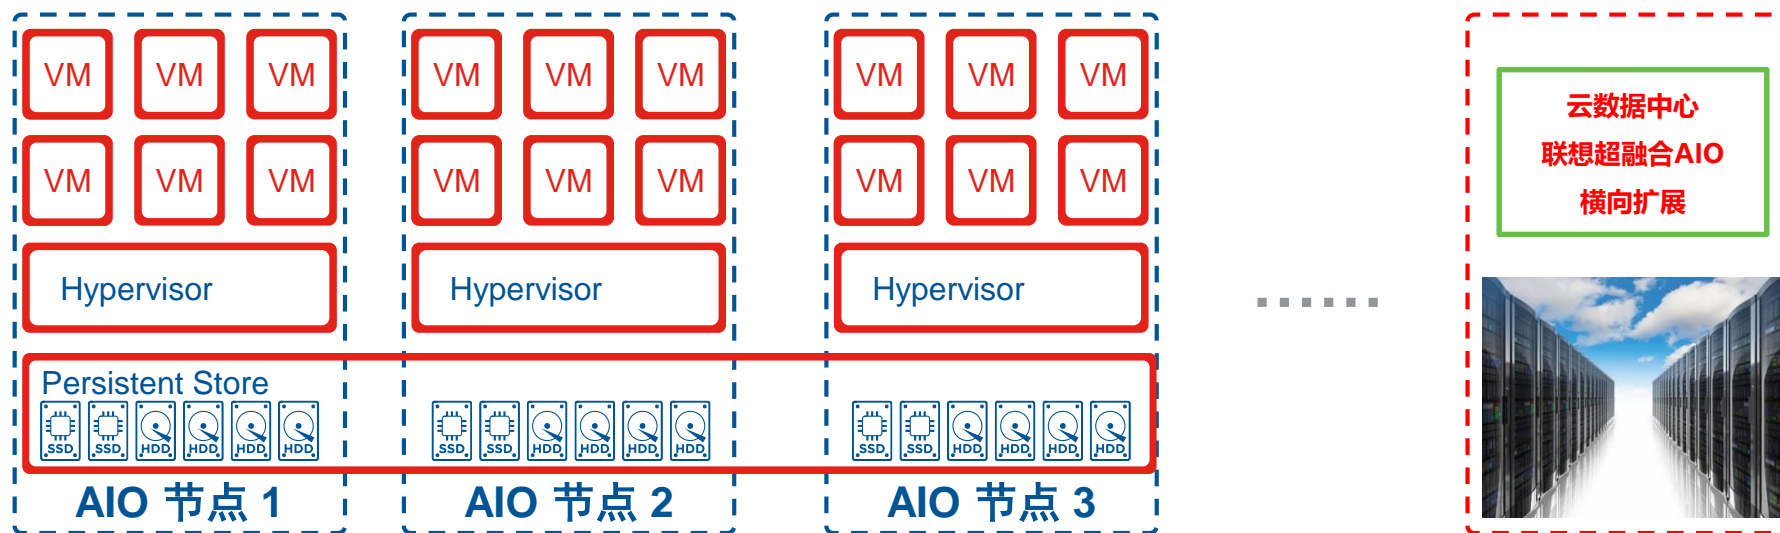 VM VM VM VM VM VM VM VM VM
VM VM VM VM VM VM VM VM VM
云数据中心
联想超融合AIO
横向扩展
Hypervisor Hypervisor Hypervisor
······
Persistent Store
SSD SSD HDD HDD HDD HDD SSD SSD HDD HDD HDD HDD SSD SSD HDD HDD HDD HDD
AIO 节点 1 AIO 节点 2 AIO 节点 3